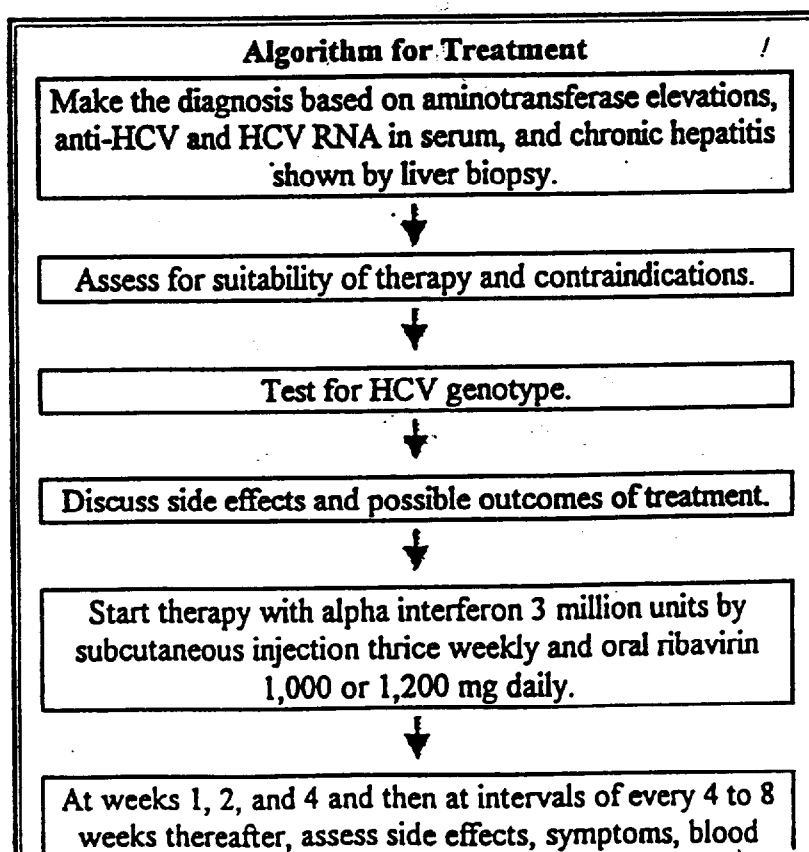 Algorithm for Treatment
Make the diagnosis based on aminotransferase elevations,
anti-HCV and HCV RNA in serum, and chronic hepatitis
shown by liver biopsy.
Assess for suitability of therapy and contraindications.
Test for HCV genotype.
Discuss side effects and possible outcomes of treatment.
Start therapy with alpha interferon 3 million units by
subcutaneous injection thrice weekly and oral ribavirin
1,000 or 1,200 mg daily.
At weeks 1, 2, and 4 and then at intervals of every 4 to 8
weeks thereafter, assess side effects, symptoms, blood